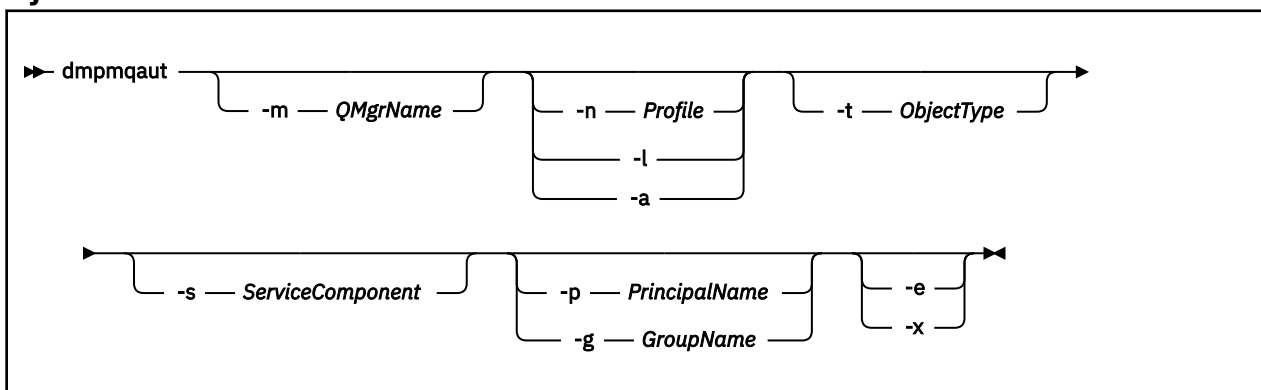 dmpmqaut
-m QMgrName
-n Profile
-t ObjectType
-l
-a
-s ServiceComponent
-p PrincipalName
-e
-x
-g GroupName